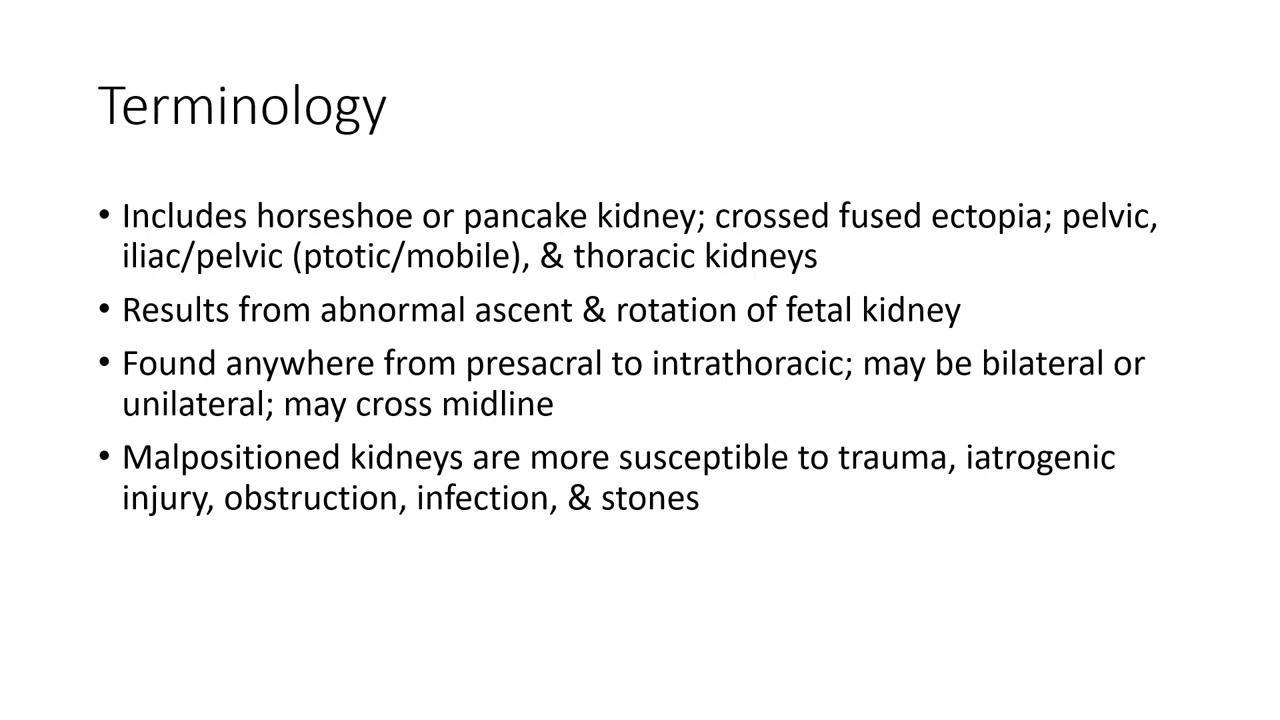 Terminology
• Includes horseshoe or pancake kidney; crossed fused ectopia; pelvic,
iliac/pelvic (ptotic/mobile), & thoracic kidneys
• Results from abnormal ascent & rotation of fetal kidney
• Found anywhere from presacral to intrathoracic; may be bilateral or
unilateral; may cross midline
• Malpositioned kidneys are more susceptible to trauma, iatrogenic
injury, obstruction, infection, & stones